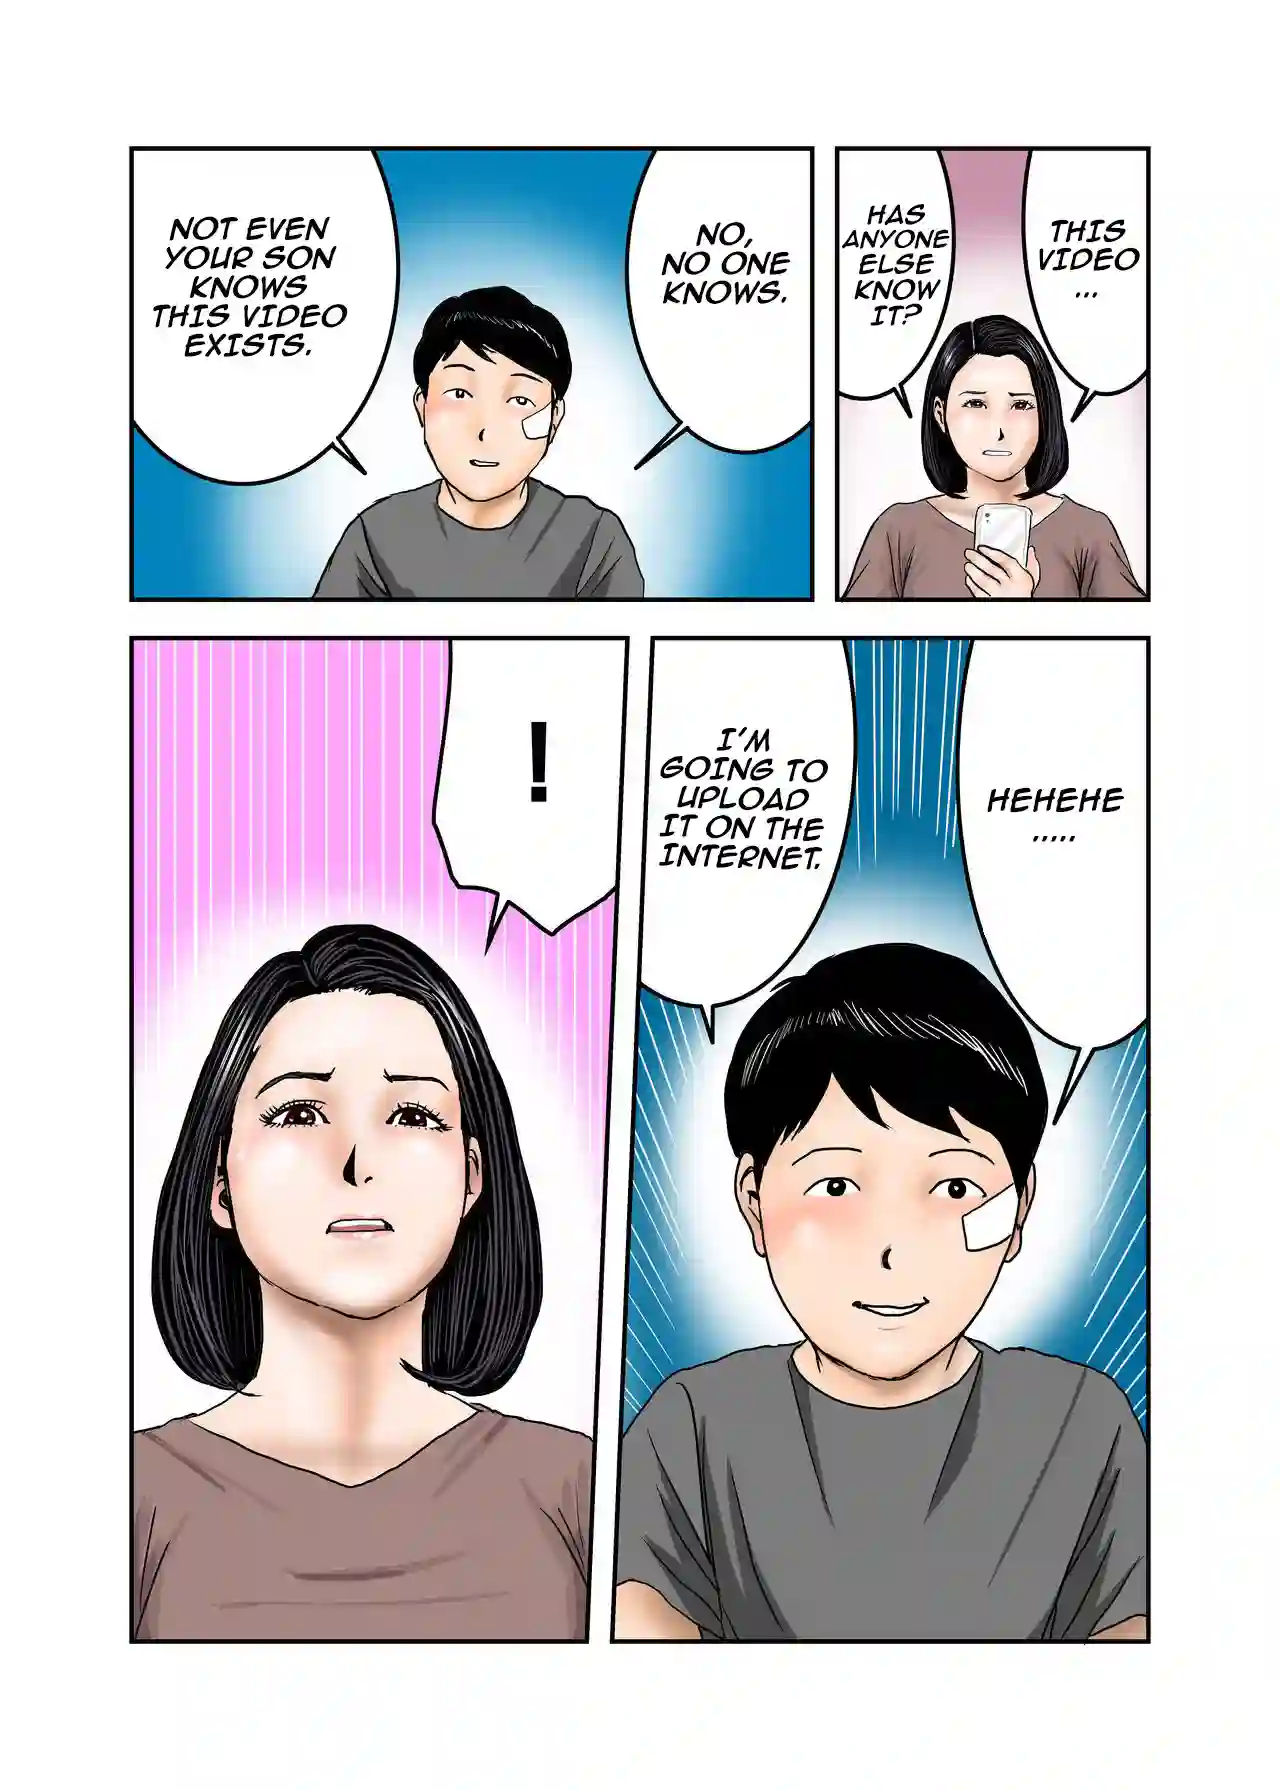 THIS
VIDEO
...
HAS
ANYONE
ELSE
KNOW
IT?
NO,
NO ONE
KNOWS.
NOT EVEN
YOUR SON
KNOWS
THIS VIDEO
EXISTS.
HEHEHE
.....
I'M
GOING TO
UPLOAD
IT ON THE
INTERNET.
!